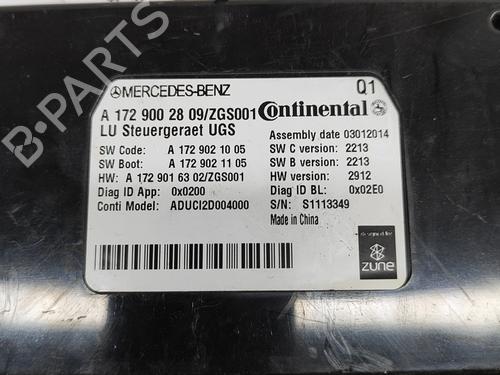 MERCEDES-BENZ Q1
A 172 900 28 09/ZGS001 Continental
LU Steuergeraet UGS Assembly date 03012014
SW Code: A 172 902 10 05 SW C version: 2213
SW Boot: A 172 902 11 05 SW B version: 2213
HW: A 172 901 63 02/ZGS001 HW version: 2912
Diag ID App: 0x0200 Diag ID BL: 0x02E0
Conti Model: ADUCI2D004000 S/N: S1113349
Made in China
designed for
zune